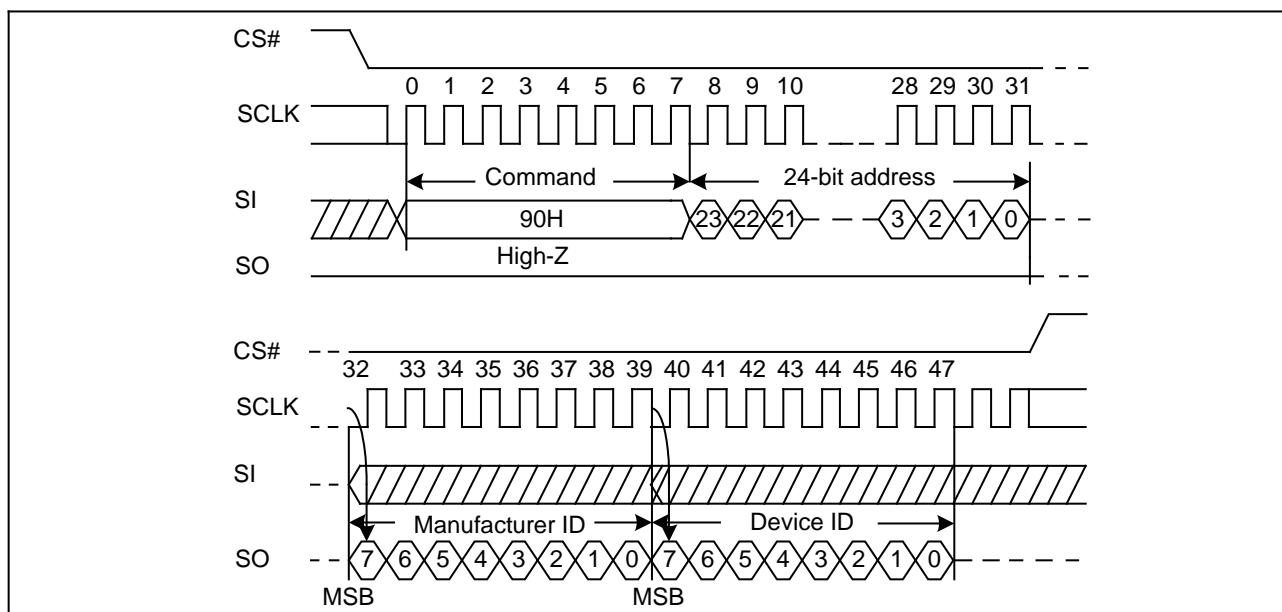 CS#
0 1 2 3 4 5 6 7 8 9 10 28 29 30 31
SCLK
Command 24-bit address
SI
90H 23 22 21 3 2 1 0
High-Z
SO
CS#
32 33 34 35 36 37 38 39 40 41 42 43 44 45 46 47
SCLK
SI
Manufacturer ID Device ID
SO 7 6 5 4 3 2 1 0 7 6 5 4 3 2 1 0
MSB MSB